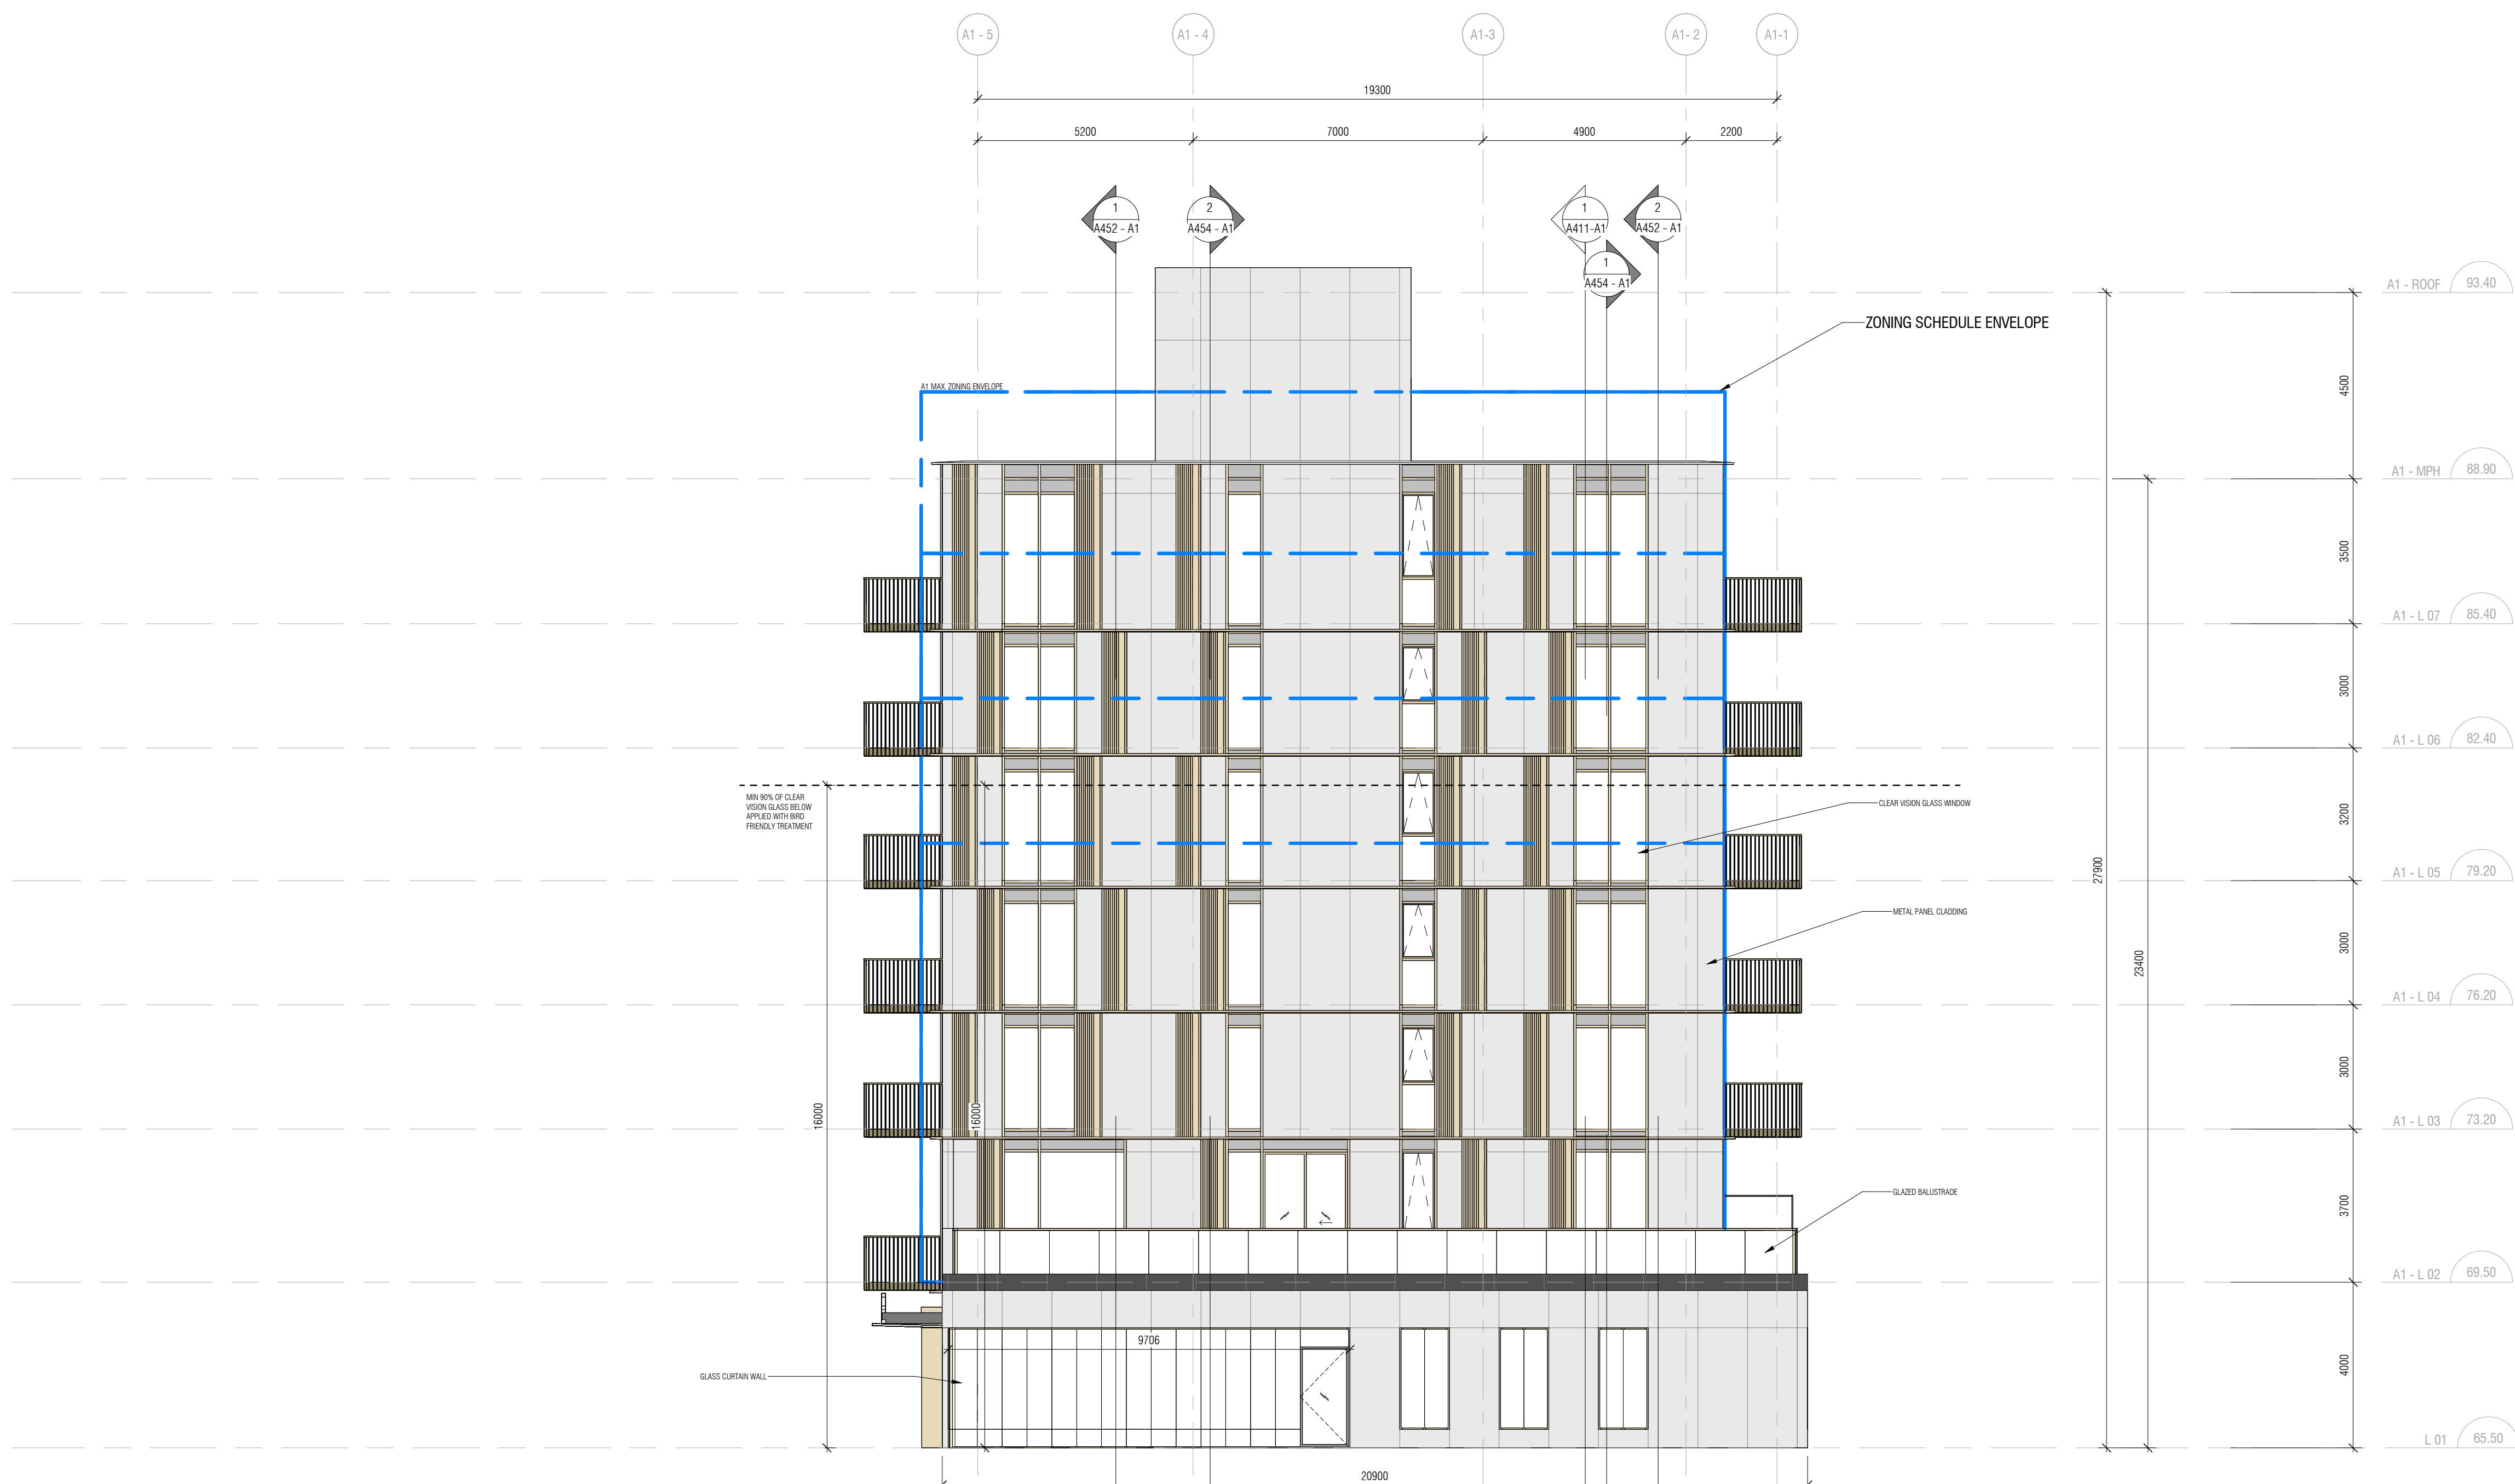 A1 - 5
A1 - 4
A1-3
A1- 2
A1-1
19300
5200
7000
4900
2200
1
A452 - A1
2
A454 - A1
1
A411-A1
2
A452 - A1
1
A454 - A1
A1 - ROOF 93.40
ZONING SCHEDULE ENVELOPE
A1 MAX. ZONING ENVELOPE
4500
A1 - MPH 88.90
3500
A1 - L 07 85.40
3000
A1 - L 06 82.40
MIN 90% OF CLEAR
VISION GLASS BELOW
APPLIED WITH BIRD
FRIENDLY TREATMENT
CLEAR VISION GLASS WINDOW
3200
27900
A1 - L 05 79.20
METAL PANEL CLADDING
3000
23400
A1 - L 04 76.20
3000
16000
16000
A1 - L 03 73.20
GLAZED BALUSTRADE
3700
A1 - L 02 69.50
9706
GLASS CURTAIN WALL
4000
L 01 65.50
20900